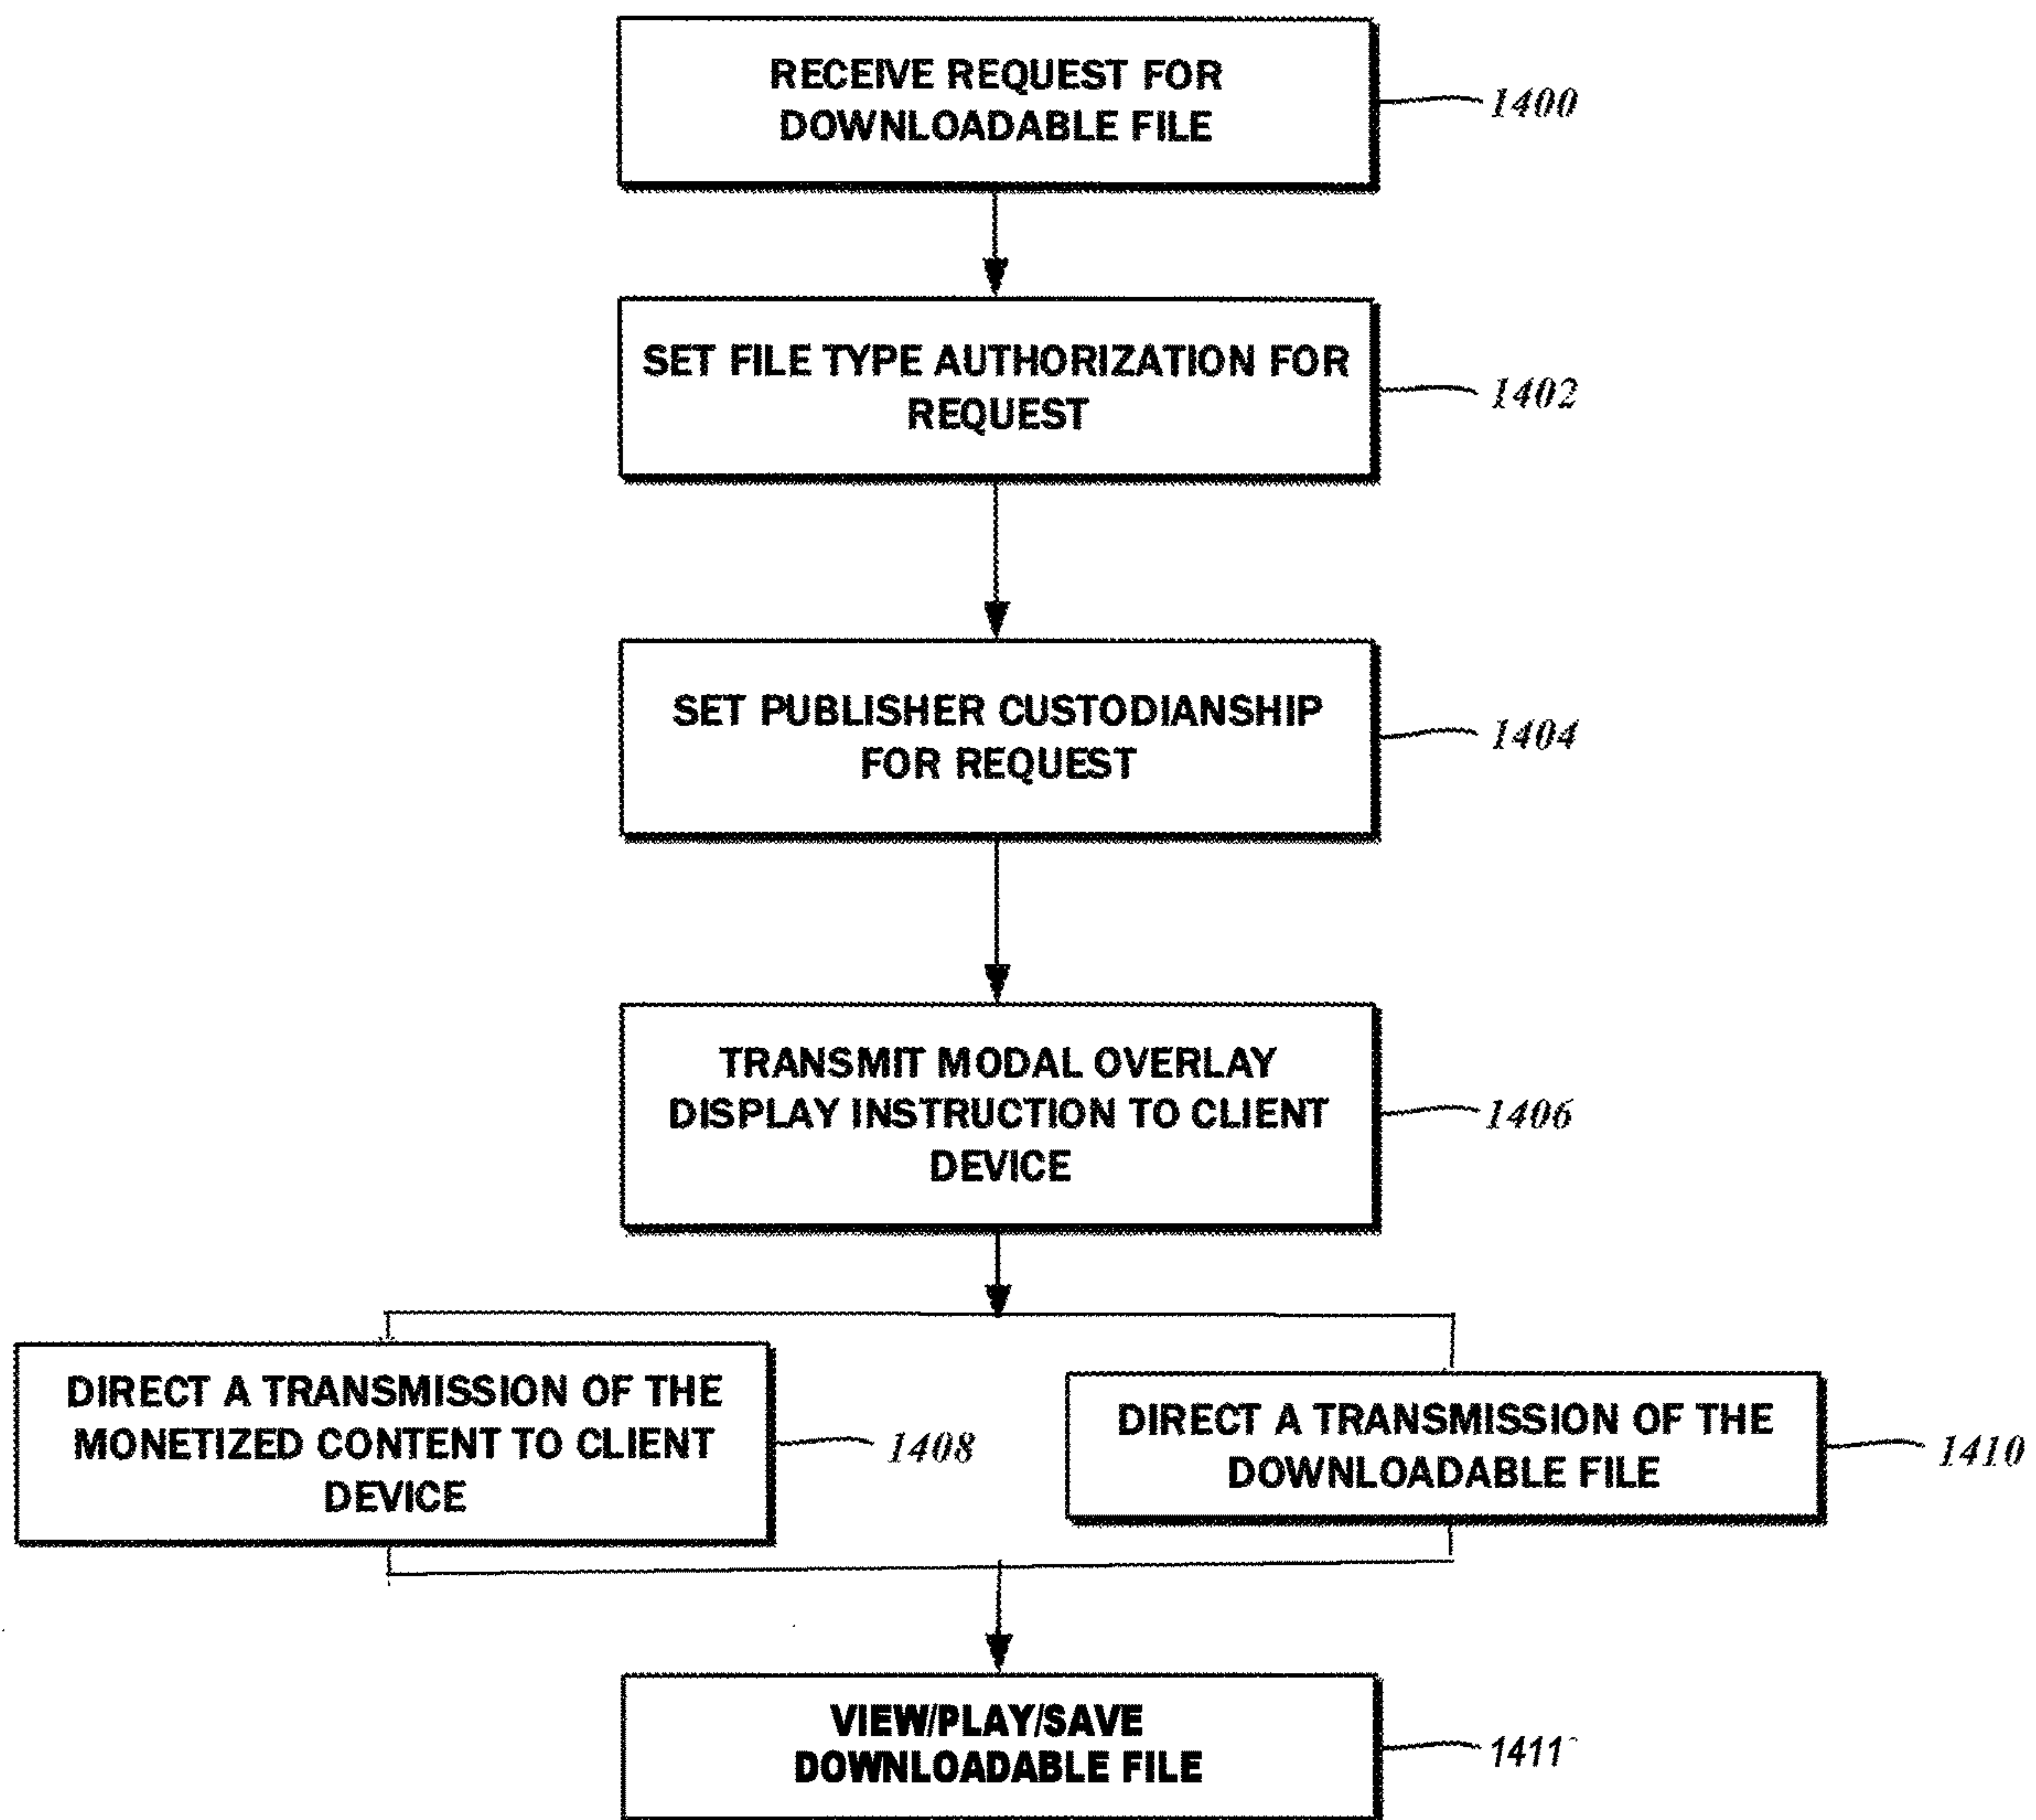 RECEIVE REQUEST FOR
DOWNLOADABLE FILE
1400
SET FILE TYPE AUTHORIZATION FOR
REQUEST
1402
SET PUBLISHER CUSTODIANSHIP
FOR REQUEST
1404
TRANSMIT MODAL OVERLAY
DISPLAY INSTRUCTION TO CLIENT
DEVICE
1406
DIRECT A TRANSMISSION OF THE
MONETIZED CONTENT TO CLIENT
DEVICE
1408
DIRECT A TRANSMISSION OF THE
DOWNLOADABLE FILE
1410
VIEW/PLAY/SAVE
DOWNLOADABLE FILE
1411